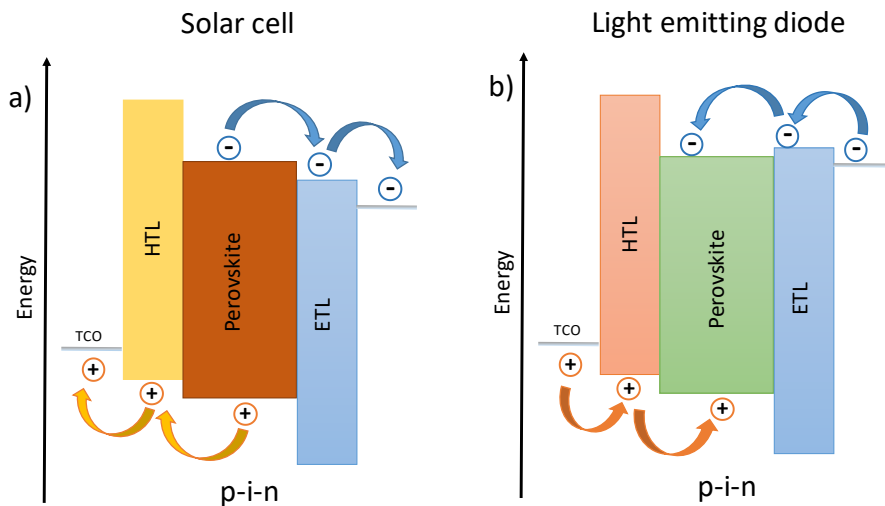 Solar cell
a)
Energy
TCO
HTL
Perovskite
ETL
-
-
-
+
+
+
p-i-n
Light emitting diode
b)
Energy
TCO
HTL
Perovskite
ETL
-
-
-
+
+
+
p-i-n